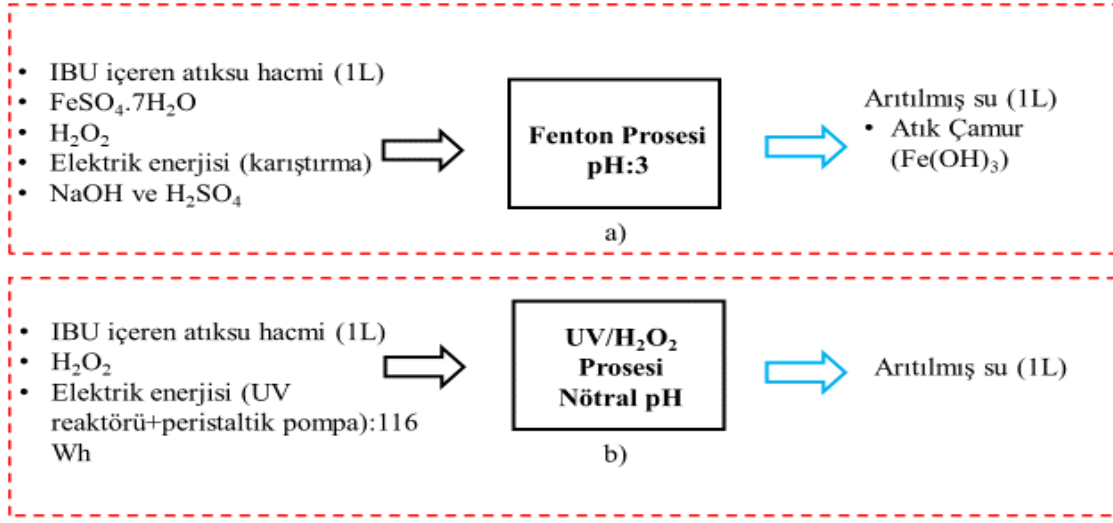 • IBU içeren atıksu hacmi (1L)
• FeSO₄.7H₂O
• H₂O₂
• Elektrik enerjisi (karıştırma)
• NaOH ve H₂SO₄
Fenton Prosesi
pH:3
a)
Arıtılmış su (1L)
• Atık Çamur
(Fe(OH)₃)
• IBU içeren atıksu hacmi (1L)
• H₂O₂
• Elektrik enerjisi (UV
reaktörü+peristaltik pompa):116
Wh
UV/H₂O₂
Prosesi
Nötral pH
b)
Arıtılmış su (1L)